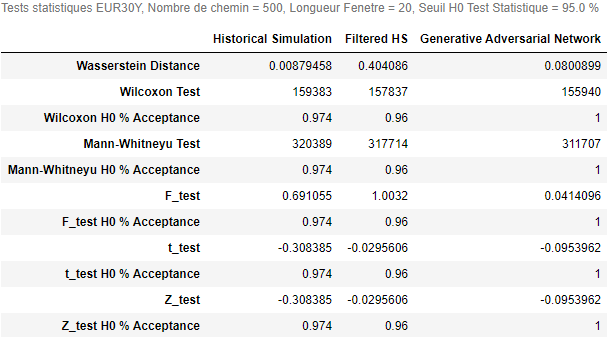 Tests statistiques EUR30Y, Nombre de chemin = 500, Longueur Fenetre = 20, Seuil H0 Test Statistique = 95.0 %
Historical Simulation Filtered HS Generative Adversarial Network
Wasserstein Distance 0.00879458 0.404086 0.0800899
Wilcoxon Test 159383 157837 155940
Wilcoxon H0 % Acceptance 0.974 0.96 1
Mann-Whitneyu Test 320389 317714 311707
Mann-Whitneyu H0 % Acceptance 0.974 0.96 1
F_test 0.691055 1.0032 0.0414096
F_test H0 % Acceptance 0.974 0.96 1
t_test -0.308385 -0.0295606 -0.0953962
t_test H0 % Acceptance 0.974 0.96 1
Z_test -0.308385 -0.0295606 -0.0953962
Z_test H0 % Acceptance 0.974 0.96 1